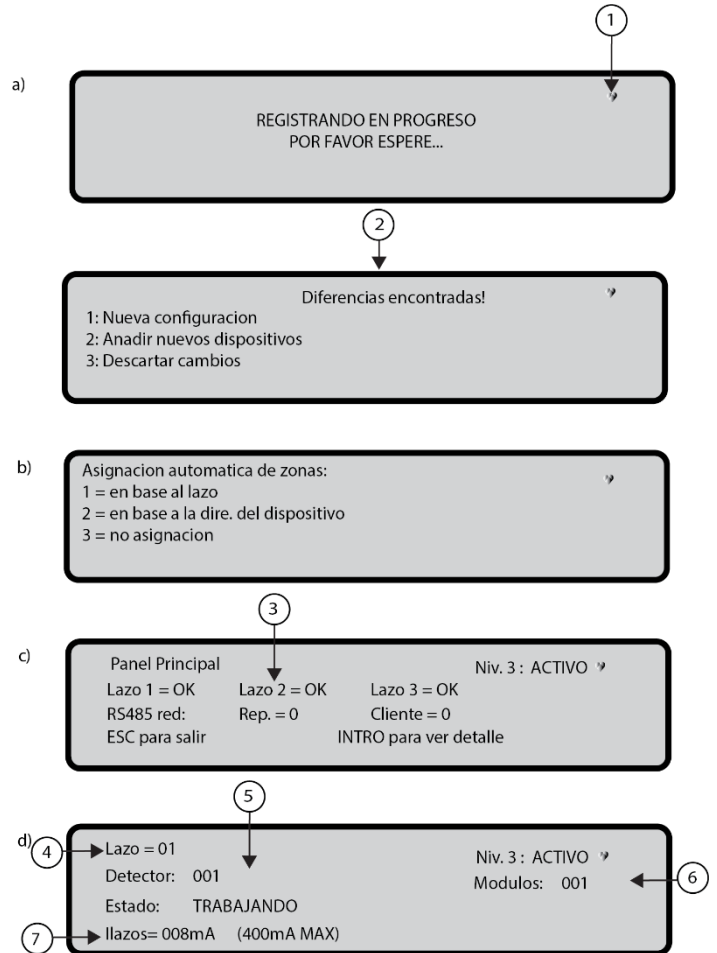 1
a)
REGISTRANDO EN PROGRESO
POR FAVOR ESPERE...
2
Diferencias encontradas!
1: Nueva configuracion
2: Anadir nuevos dispositivos
3: Descartar cambios
b)
Asignacion automatica de zonas:
1 = en base al lazo
2 = en base a la dire. del dispositivo
3 = no asignacion
3
c)
Panel Principal Niv. 3 : ACTIVO
Lazo 1 = OK Lazo 2 = OK Lazo 3 = OK
RS485 red: Rep. = 0 Cliente = 0
ESC para salir INTRO para ver detalle
5
d)
4 Lazo = 01 Niv. 3 : ACTIVO
Detector: 001 Modulos: 001 6
Estado: TRABAJANDO
7 Ilazos= 008mA (400mA MAX)